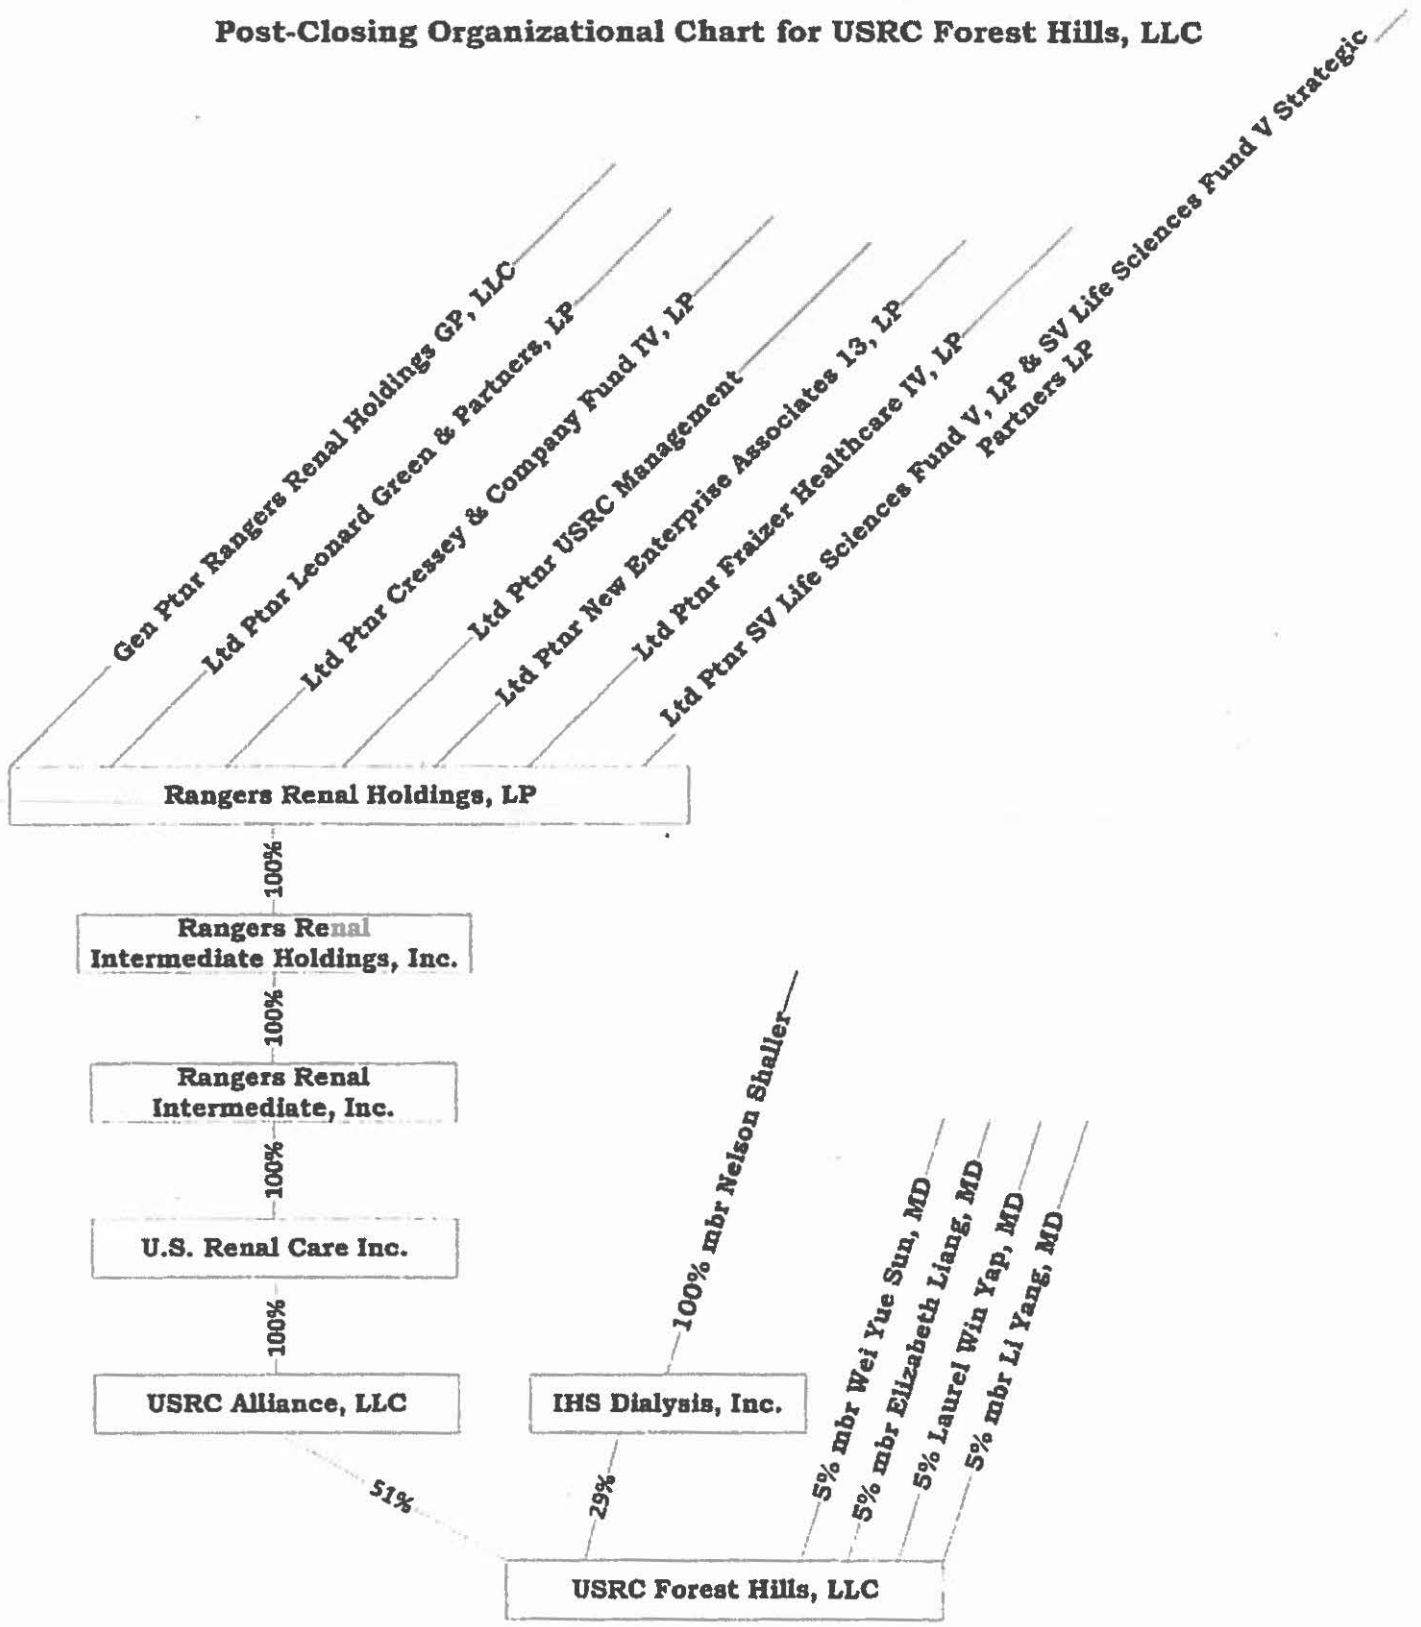 Post-Closing Organizational Chart for USRC Forest Hills, LLC
Gen Ptnr Rangers Renal Holdings GP, LLC
Ltd Ptnr Leonard Green & Partners, LP
Ltd Ptnr Cressey & Company Fund IV, LP
Ltd Ptnr USRC Management
Ltd Ptnr New Enterprise Associates 13, LP
Ltd Ptnr Fraizer Healthcare IV, LP
Ltd Ptnr SV Life Sciences Fund V, LP & SV Life Sciences Fund V Strategic
Partners LP
Rangers Renal Holdings, LP
100%
Rangers Renal
Intermediate Holdings, Inc.
100%
Rangers Renal
Intermediate, Inc.
100%
U.S. Renal Care Inc.
100%
USRC Alliance, LLC
51%
100% mbr Nelson Shaller
IHS Dialysis, Inc.
29%
5% mbr Wei Yue Sun, MD
5% mbr Elizabeth Liang, MD
5% Laurel Win Yap, MD
5% mbr Li Yang, MD
USRC Forest Hills, LLC